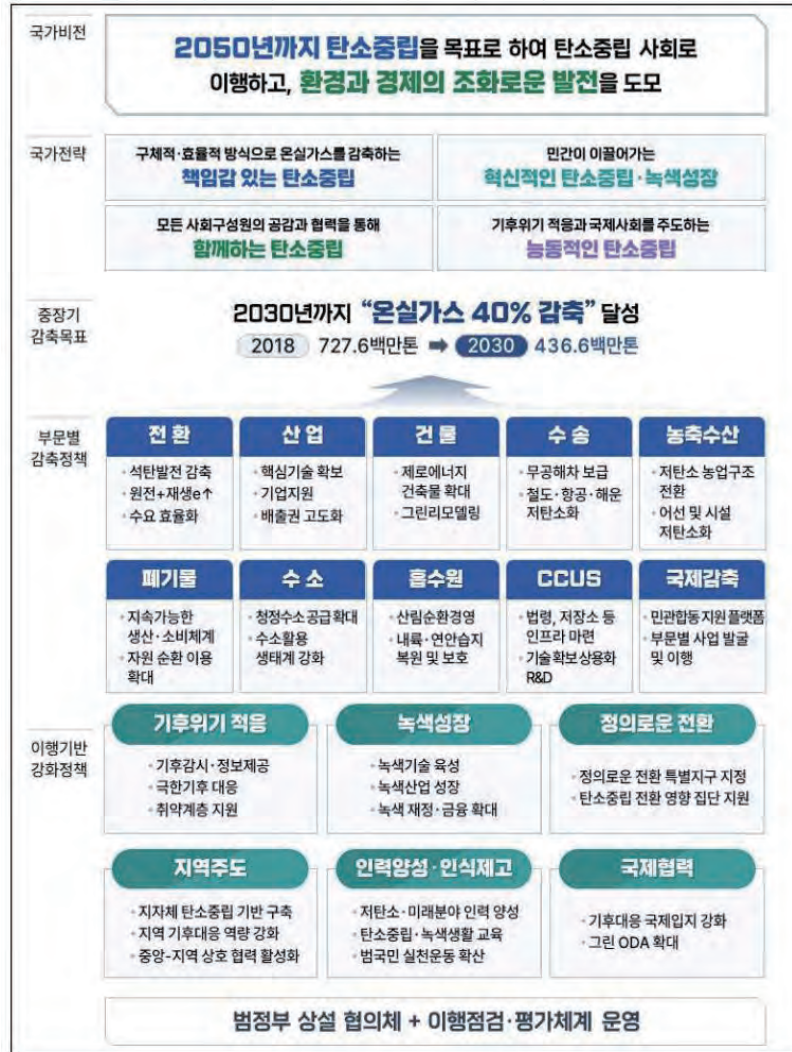 국가비전
2050년까지 탄소중립을 목표로 하여 탄소중립 사회로
이행하고, 환경과 경제의 조화로운 발전을 도모
국가전략
구체적·효율적 방식으로 온실가스를 감축하는
책임감 있는 탄소중립
민간이 이끌어가는
혁신적인 탄소중립·녹색성장
모든 사회구성원의 공감과 협력을 통해
함께하는 탄소중립
기후위기 적응과 국제사회를 주도하는
능동적인 탄소중립
중장기
감축목표
2030년까지 "온실가스 40% 감축" 달성
2018 727.6백만톤 ➡ 2030 436.6백만톤
부문별
감축정책
전환
• 석탄발전 감축
• 원전+재생e↑
• 수요 효율화
산업
• 핵심기술 확보
• 기업지원
• 배출권 고도화
건물
• 제로에너지
건축물 확대
• 그린리모델링
수송
• 무공해차 보급
• 철도·항공·해운
저탄소화
농축수산
• 저탄소 농업구조
전환
• 어선 및 시설
저탄소화
폐기물
• 지속가능한
생산·소비체계
• 자원 순환 이용
확대
수소
• 청정수소 공급 확대
• 수소활용
생태계 강화
흡수원
• 산림순환경영
• 내륙·연안습지
복원 및 보호
CCUS
• 법령, 저장소 등
인프라 마련
• 기술확보 상용화
R&D
국제감축
• 민관합동 지원 플랫폼
• 부문별 사업 발굴
및 이행
이행기반
강화정책
기후위기 적응
• 기후감시·정보제공
• 극한기후 대응
• 취약계층 지원
녹색성장
• 녹색기술 육성
• 녹색산업 성장
• 녹색 재정·금융 확대
정의로운 전환
• 정의로운 전환 특별지구 지정
• 탄소중립 전환 영향 집단 지원
지역주도
• 지자체 탄소중립 기반 구축
• 지역 기후대응 역량 강화
• 중앙-지역 상호 협력 활성화
인력양성·인식제고
• 저탄소·미래분야 인력 양성
• 탄소중립·녹색생활 교육
• 범국민 실천운동 확산
국제협력
• 기후대응 국제입지 강화
• 그린 ODA 확대
범정부 상설 협의체 + 이행점검·평가체계 운영